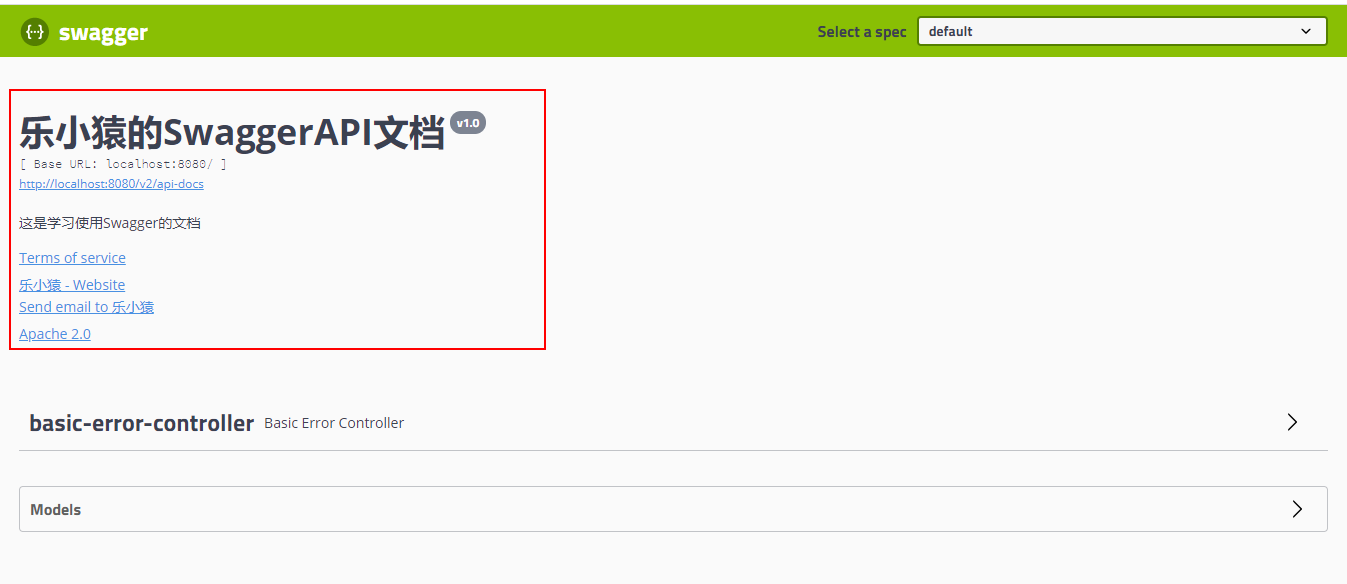 {···} swagger
Select a spec default
乐小猿的SwaggerAPI文档 v1.0
[ Base URL: localhost:8080/ ]
http://localhost:8080/v2/api-docs
这是学习使用Swagger的文档
Terms of service
乐小猿 - Website
Send email to 乐小猿
Apache 2.0
basic-error-controller Basic Error Controller
Models